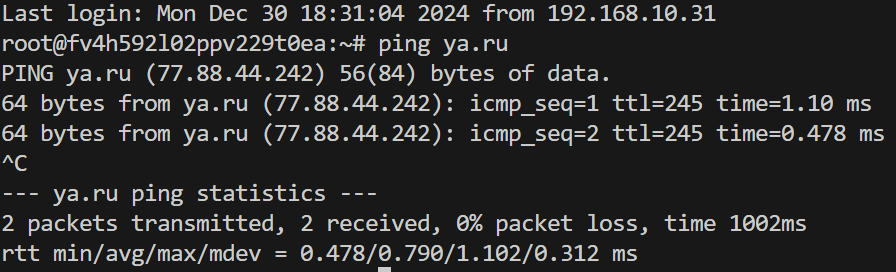 Last login: Mon Dec 30 18:31:04 2024 from 192.168.10.31
root@fv4h592l02ppv229t0ea:~# ping ya.ru
PING ya.ru (77.88.44.242) 56(84) bytes of data.
64 bytes from ya.ru (77.88.44.242): icmp_seq=1 ttl=245 time=1.10 ms
64 bytes from ya.ru (77.88.44.242): icmp_seq=2 ttl=245 time=0.478 ms
^C
--- ya.ru ping statistics ---
2 packets transmitted, 2 received, 0% packet loss, time 1002ms
rtt min/avg/max/mdev = 0.478/0.790/1.102/0.312 ms